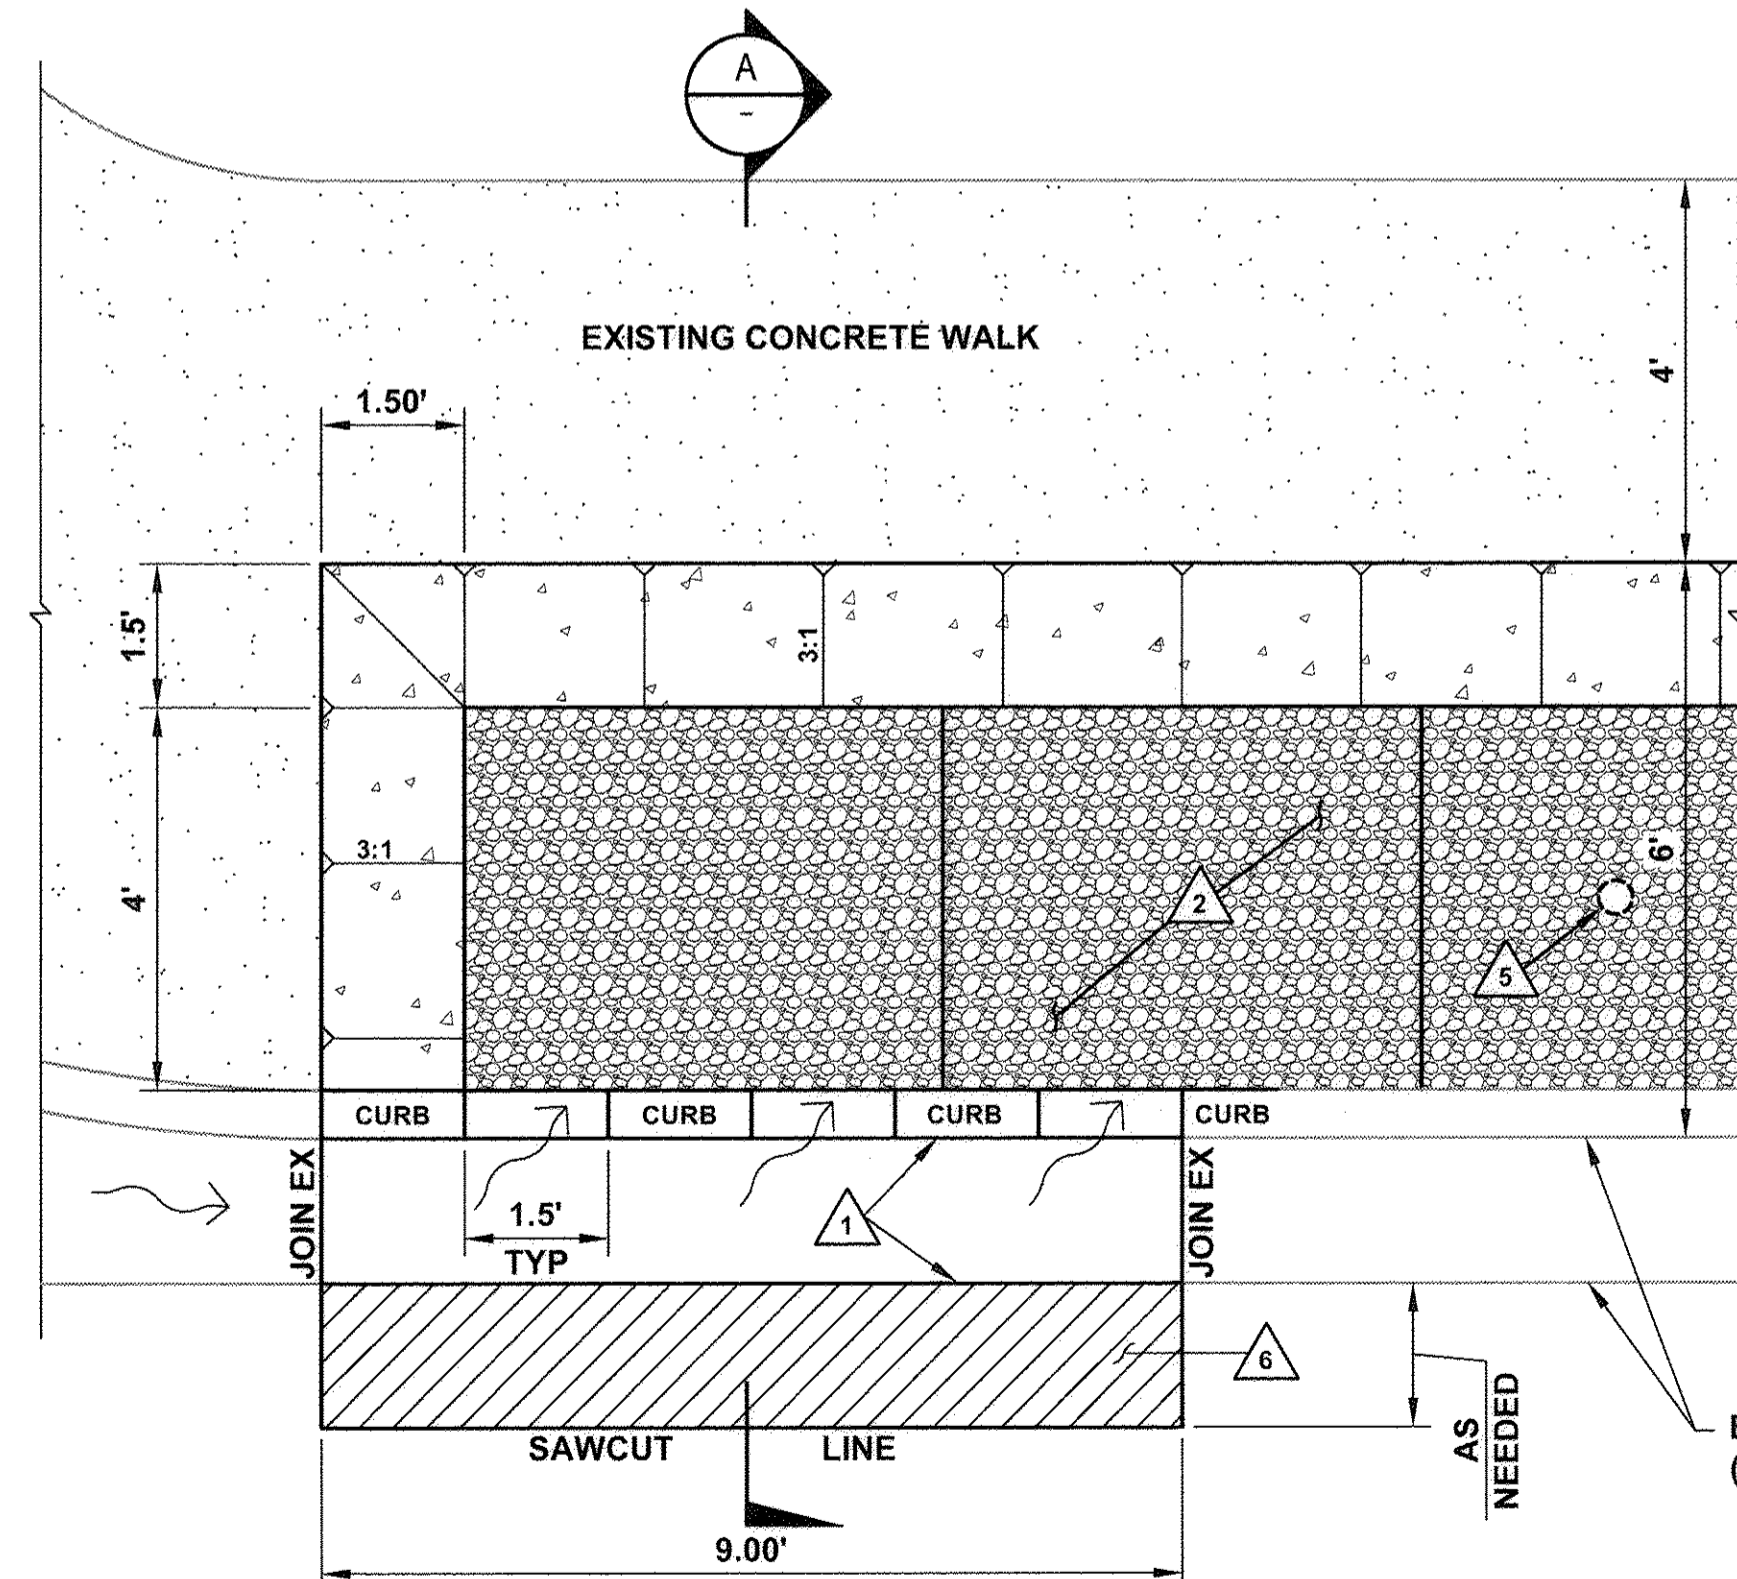 A
-
EXISTING CONCRETE WALK
4'
1.50'
1.5'
3:1
4'
3:1
2
6'
5
CURB
CURB
CURB
CURB
JOIN EX
1.5'
TYP
1
JOIN EX
6
AS
NEEDED
SAWCUT LINE
9.00'